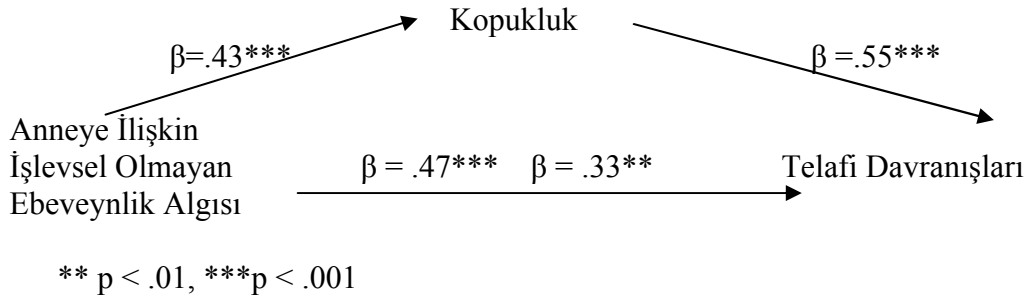 Kopukluk
β=.43***
β =.55***
Anneye İlişkin
İşlevsel Olmayan
Ebeveynlik Algısı
β = .47*** β = .33**
Telafi Davranışları
** p < .01, ***p < .001